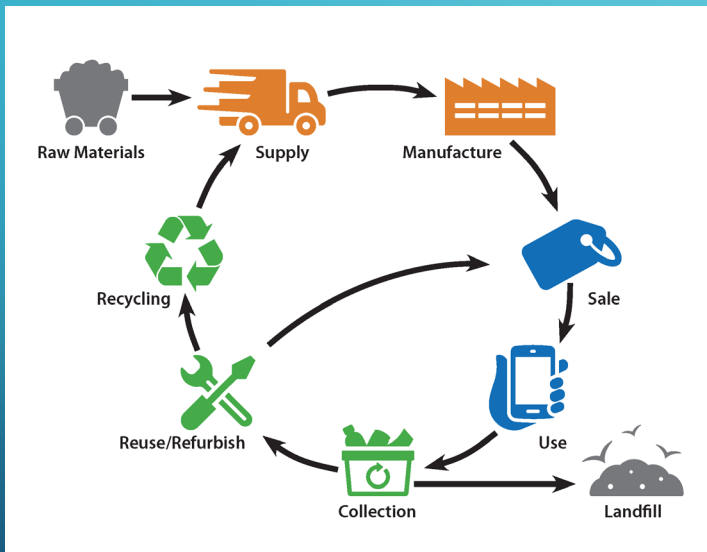 Raw Materials
Supply
Manufacture
Recycling
Sale
Reuse/Refurbish
Use
Collection
Landfill